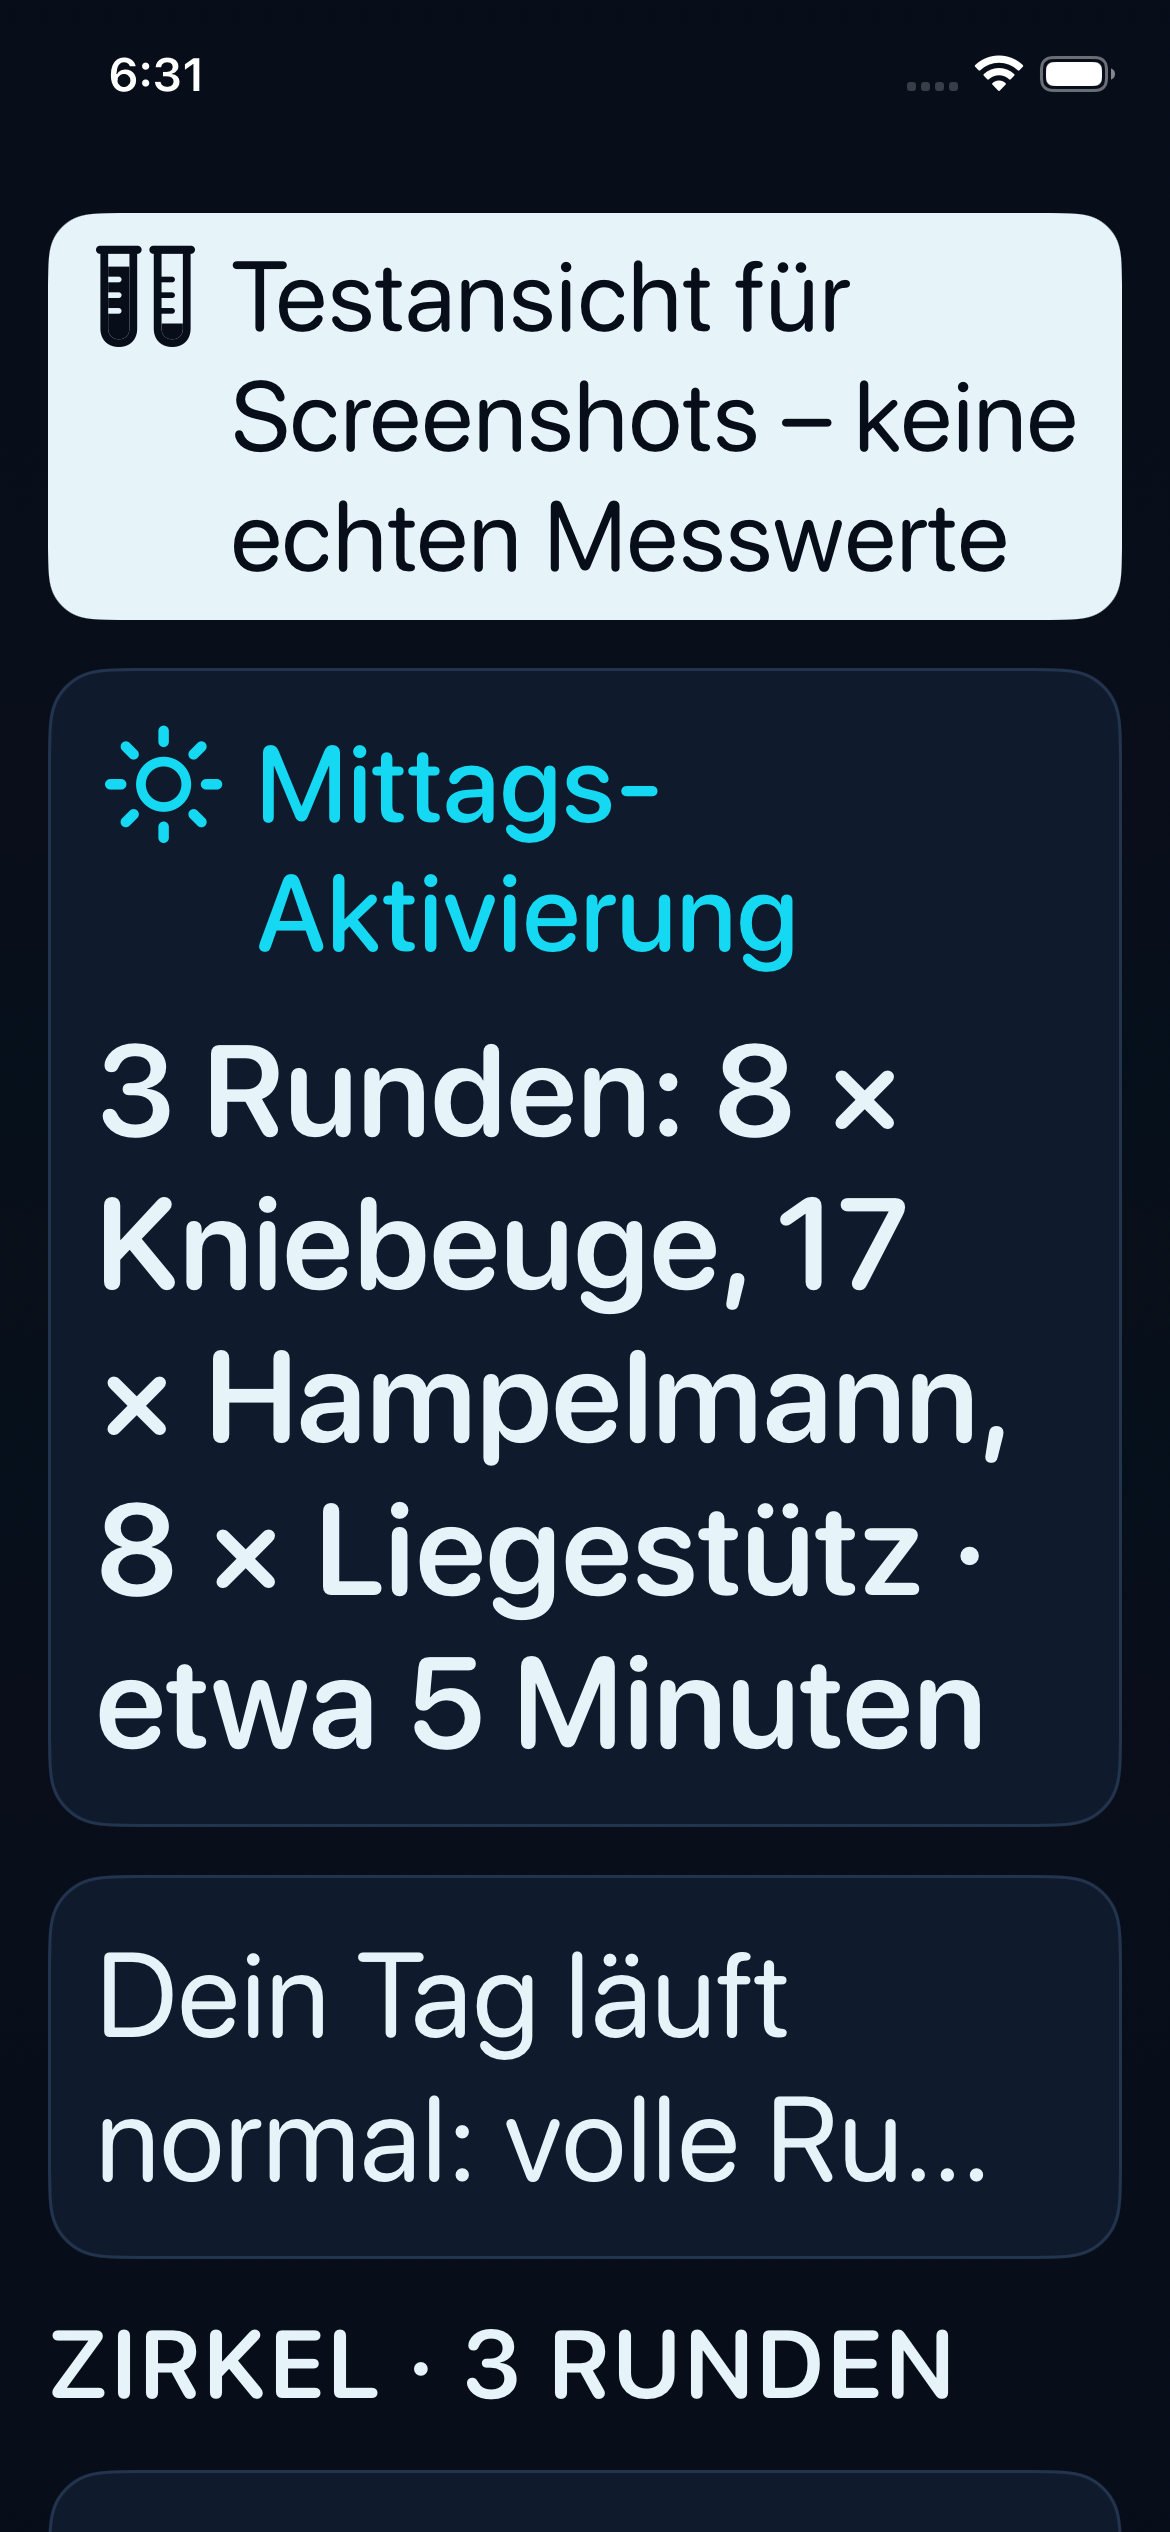 6:31
Testansicht für
Screenshots – keine
echten Messwerte
Mittags-
Aktivierung
3 Runden: 8 ×
Kniebeuge, 17
× Hampelmann,
8 × Liegestütz ·
etwa 5 Minuten
Dein Tag läuft
normal: volle Ru...
ZIRKEL · 3 RUNDEN